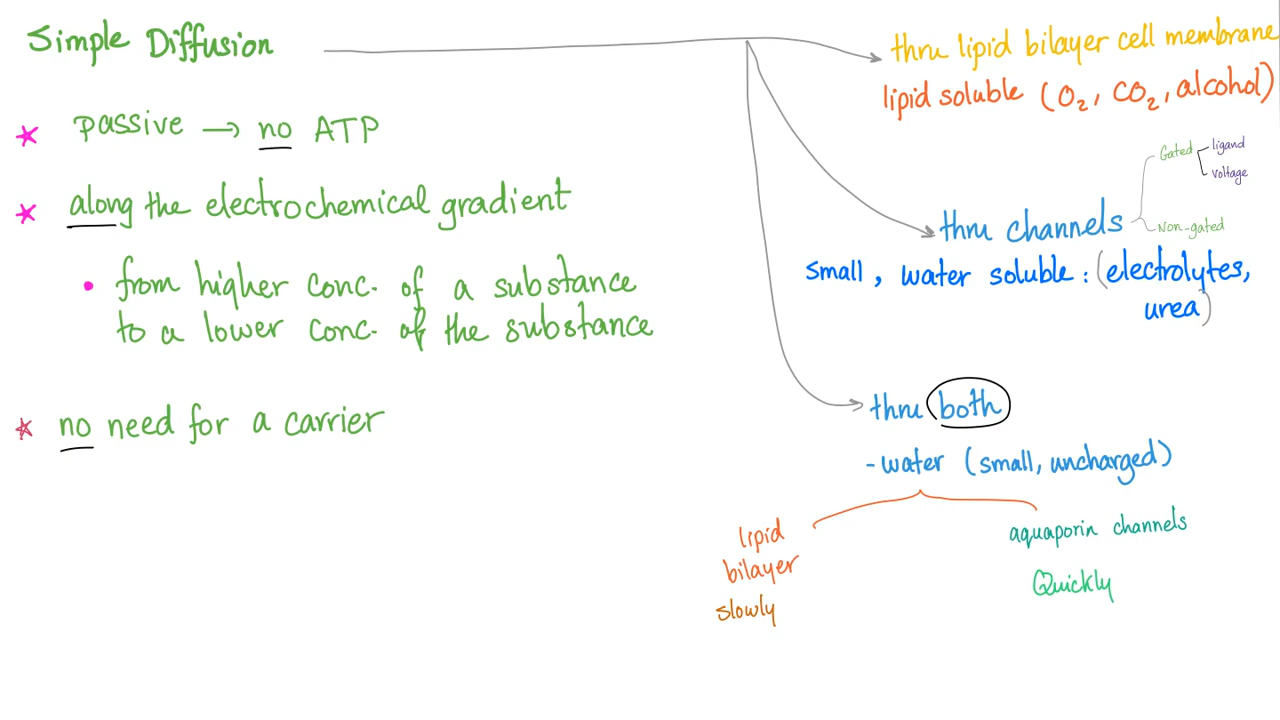 Simple Diffusion
passive → no ATP
along the electrochemical gradient
• from higher conc. of a substance
to a lower conc. of the substance
no need for a carrier
thru lipid bilayer cell membrane
lipid soluble (O₂, CO₂, alcohol)
Gated
ligand
voltage
Non-gated
thru channels
small, water soluble: (electrolytes,
urea)
thru both
- water (small, uncharged)
lipid
bilayer
slowly
aquaporin channels
Quickly